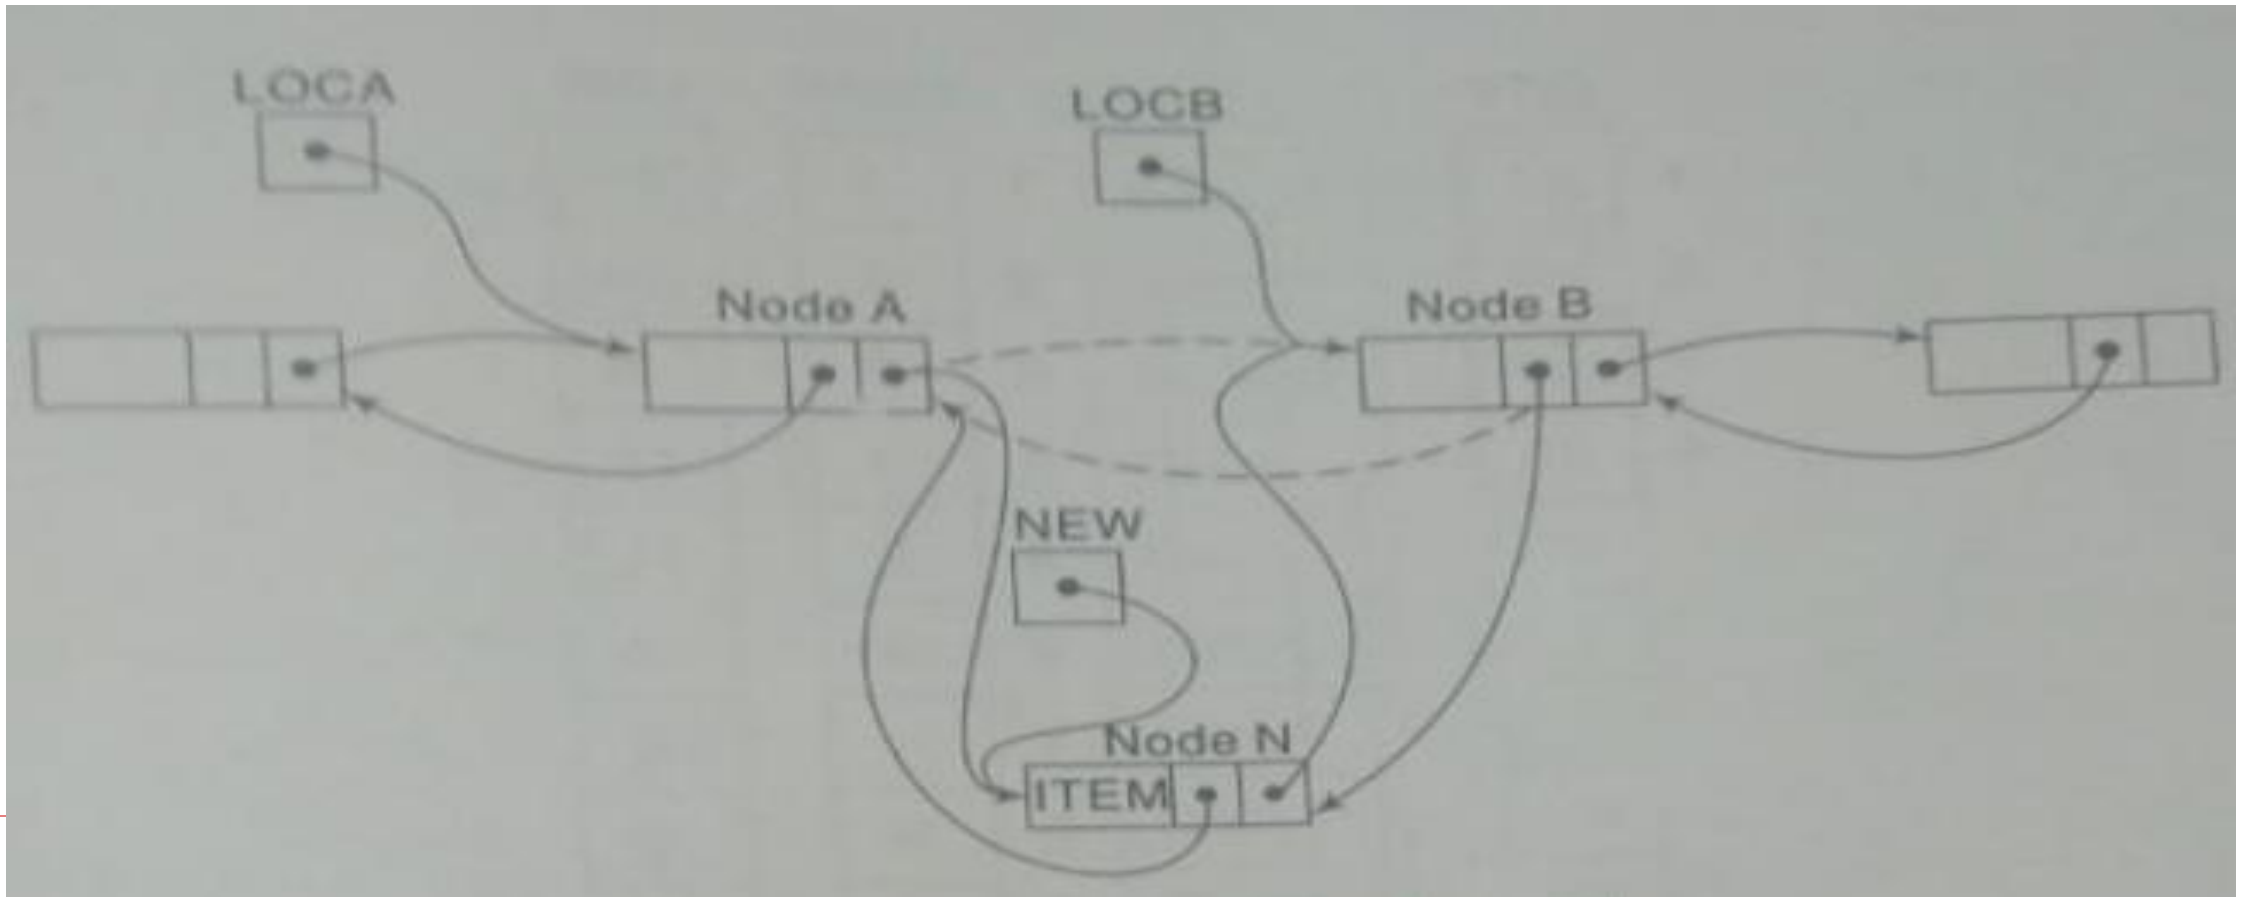 LOCA
LOCB
Node A
Node B
NEW
Node N
ITEM